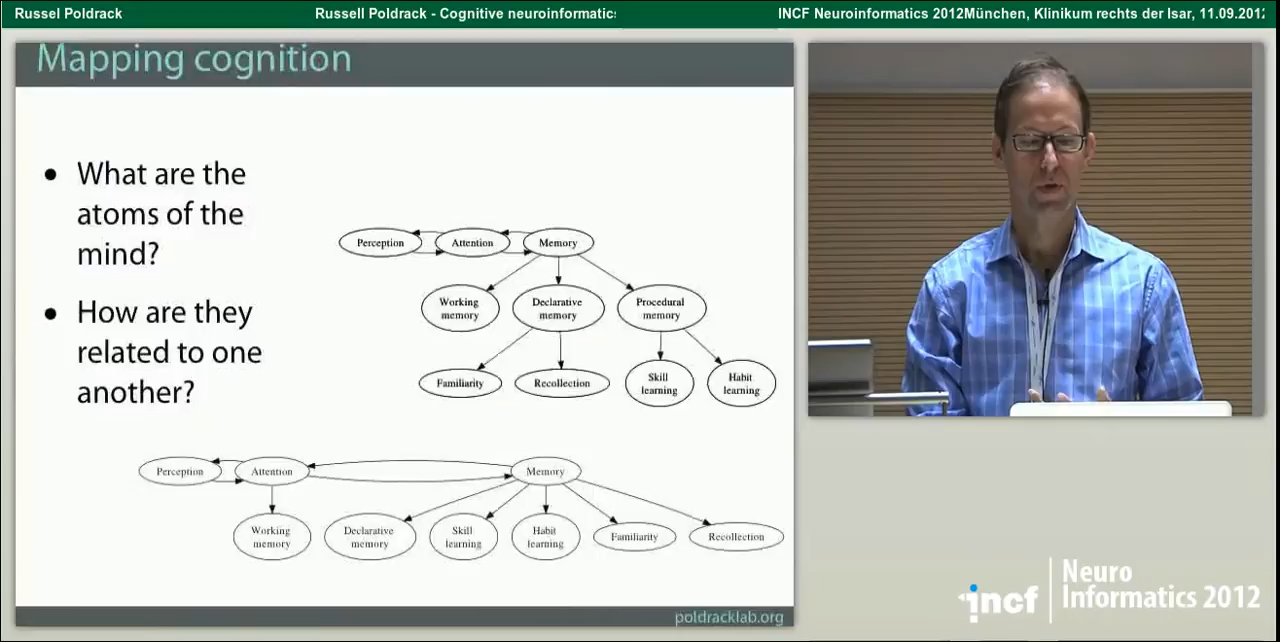 Russel Poldrack
Russell Poldrack - Cognitive neuroinformatics
INCF Neuroinformatics 2012München, Klinikum rechts der Isar, 11.09.2012
Mapping cognition
• What are the
atoms of the
mind?
• How are they
related to one
another?
Perception
Attention
Memory
Working
memory
Declarative
memory
Procedural
memory
Familiarity
Recollection
Skill
learning
Habit
learning
Perception
Attention
Memory
Working
memory
Declarative
memory
Skill
learning
Habit
learning
Familiarity
Recollection
poldracklab.org
incf
Neuro
Informatics 2012